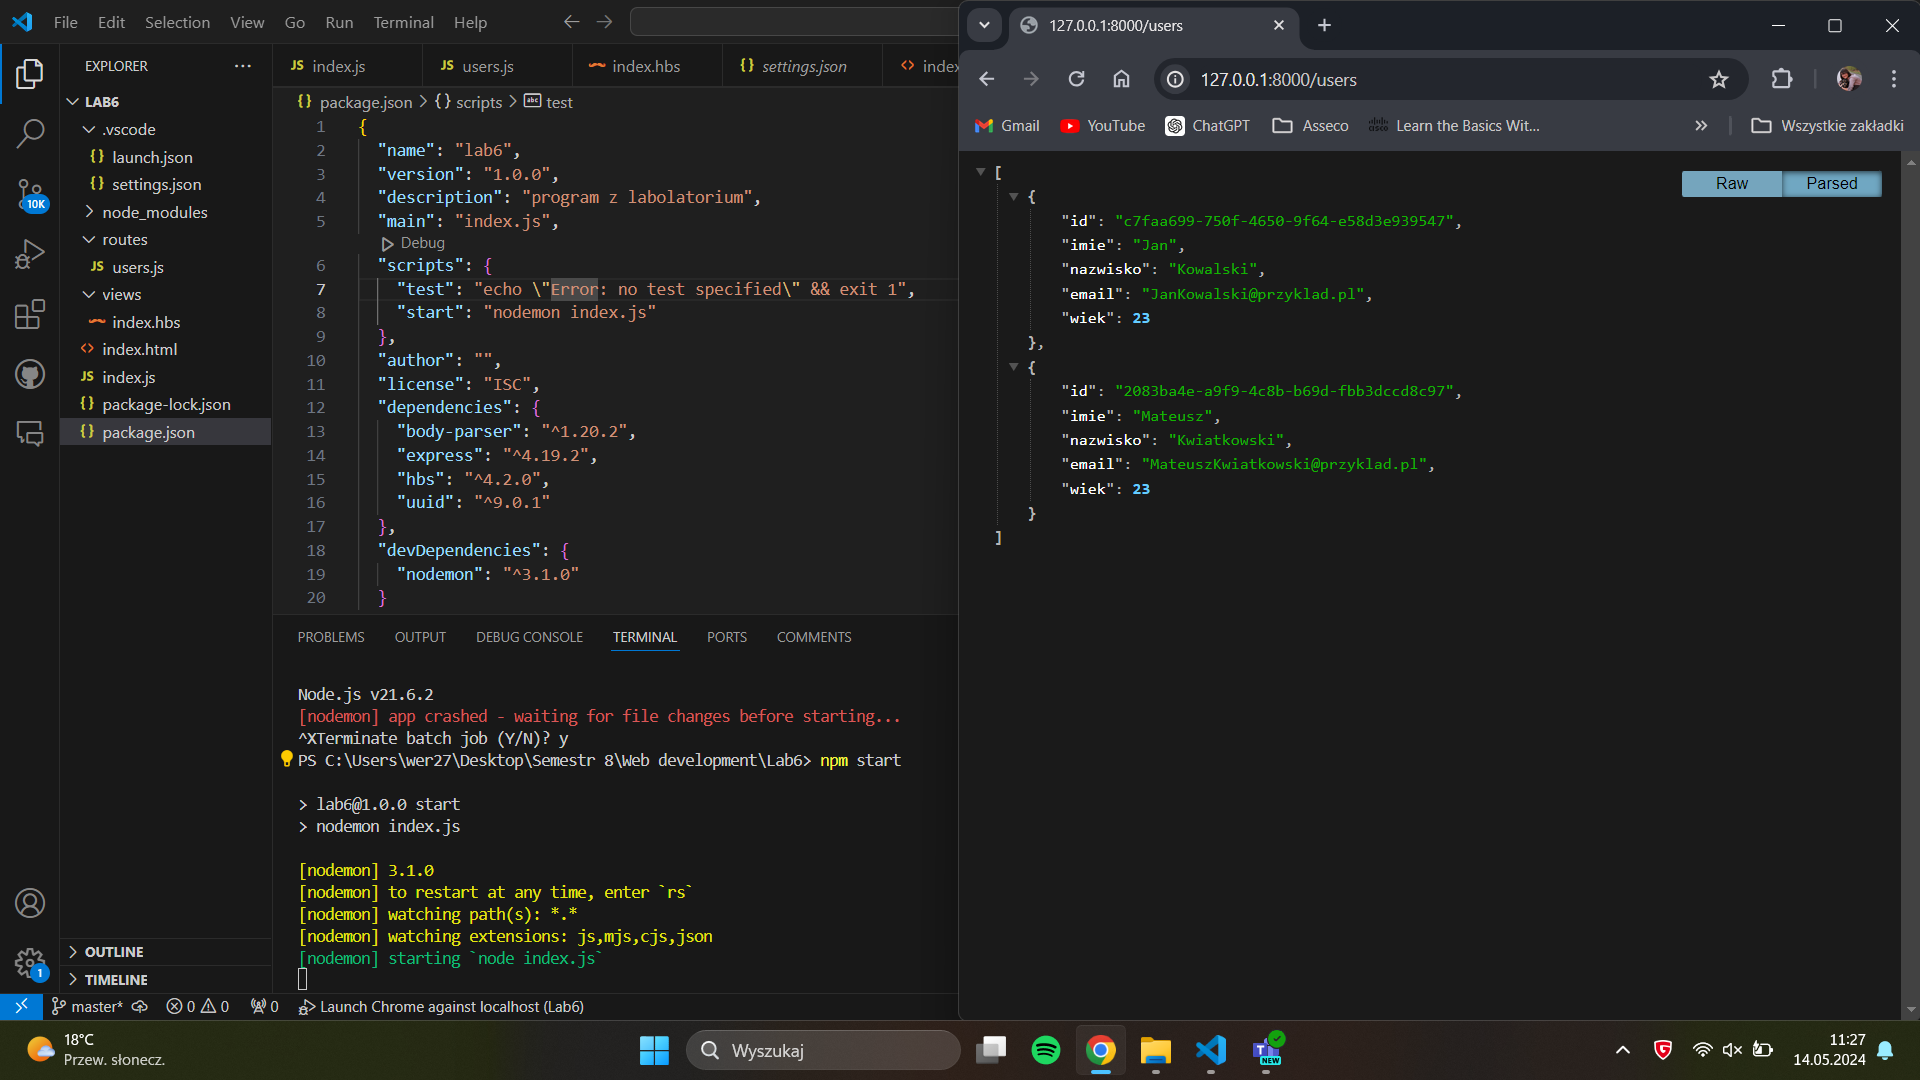 File Edit Selection View Go Run Terminal Help
EXPLORER
LAB6
.vscode
launch.json
settings.json
node_modules
routes
users.js
views
index.hbs
index.html
index.js
package-lock.json
package.json
OUTLINE
TIMELINE
10K
1
index.js users.js index.hbs settings.json index
package.json > scripts > test
1 {
2 "name": "lab6",
3 "version": "1.0.0",
4 "description": "program z labolatorium",
5 "main": "index.js",
Debug
6 "scripts": {
7 "test": "echo \"Error: no test specified\" && exit 1",
8 "start": "nodemon index.js"
9 },
10 "author": "",
11 "license": "ISC",
12 "dependencies": {
13 "body-parser": "^1.20.2",
14 "express": "^4.19.2",
15 "hbs": "^4.2.0",
16 "uuid": "^9.0.1"
17 },
18 "devDependencies": {
19 "nodemon": "^3.1.0"
20 }
PROBLEMS OUTPUT DEBUG CONSOLE TERMINAL PORTS COMMENTS
Node.js v21.6.2
[nodemon] app crashed - waiting for file changes before starting...
^XTerminate batch job (Y/N)? y
PS C:\Users\wer27\Desktop\Semestr 8\Web development\Lab6> npm start
> lab6@1.0.0 start
> nodemon index.js
[nodemon] 3.1.0
[nodemon] to restart at any time, enter `rs`
[nodemon] watching path(s): *.*
[nodemon] watching extensions: js,mjs,cjs,json
[nodemon] starting `node index.js`
master* 0 0 0 Launch Chrome against localhost (Lab6)
127.0.0.1:8000/users
127.0.0.1:8000/users
Gmail YouTube ChatGPT Asseco Learn the Basics Wit... » Wszystkie zakładki
Raw Parsed
[
{
"id": "c7faa699-750f-4650-9f64-e58d3e939547",
"imie": "Jan",
"nazwisko": "Kowalski",
"email": "JanKowalski@przyklad.pl",
"wiek": 23
},
{
"id": "2083ba4e-a9f9-4c8b-b69d-fbb3dccd8c97",
"imie": "Mateusz",
"nazwisko": "Kwiatkowski",
"email": "MateuszKwiatkowski@przyklad.pl",
"wiek": 23
}
]
18°C
Przew. słonecz.
Wyszukaj
NEW
11:27
14.05.2024